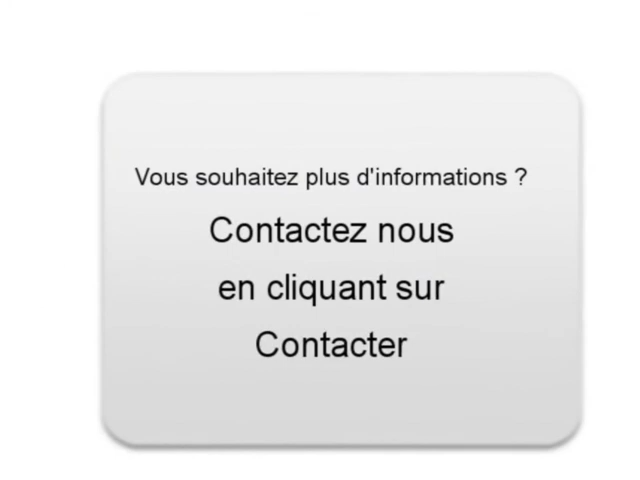 Vous souhaitez plus d'informations ?
Contactez nous
en cliquant sur
Contacter